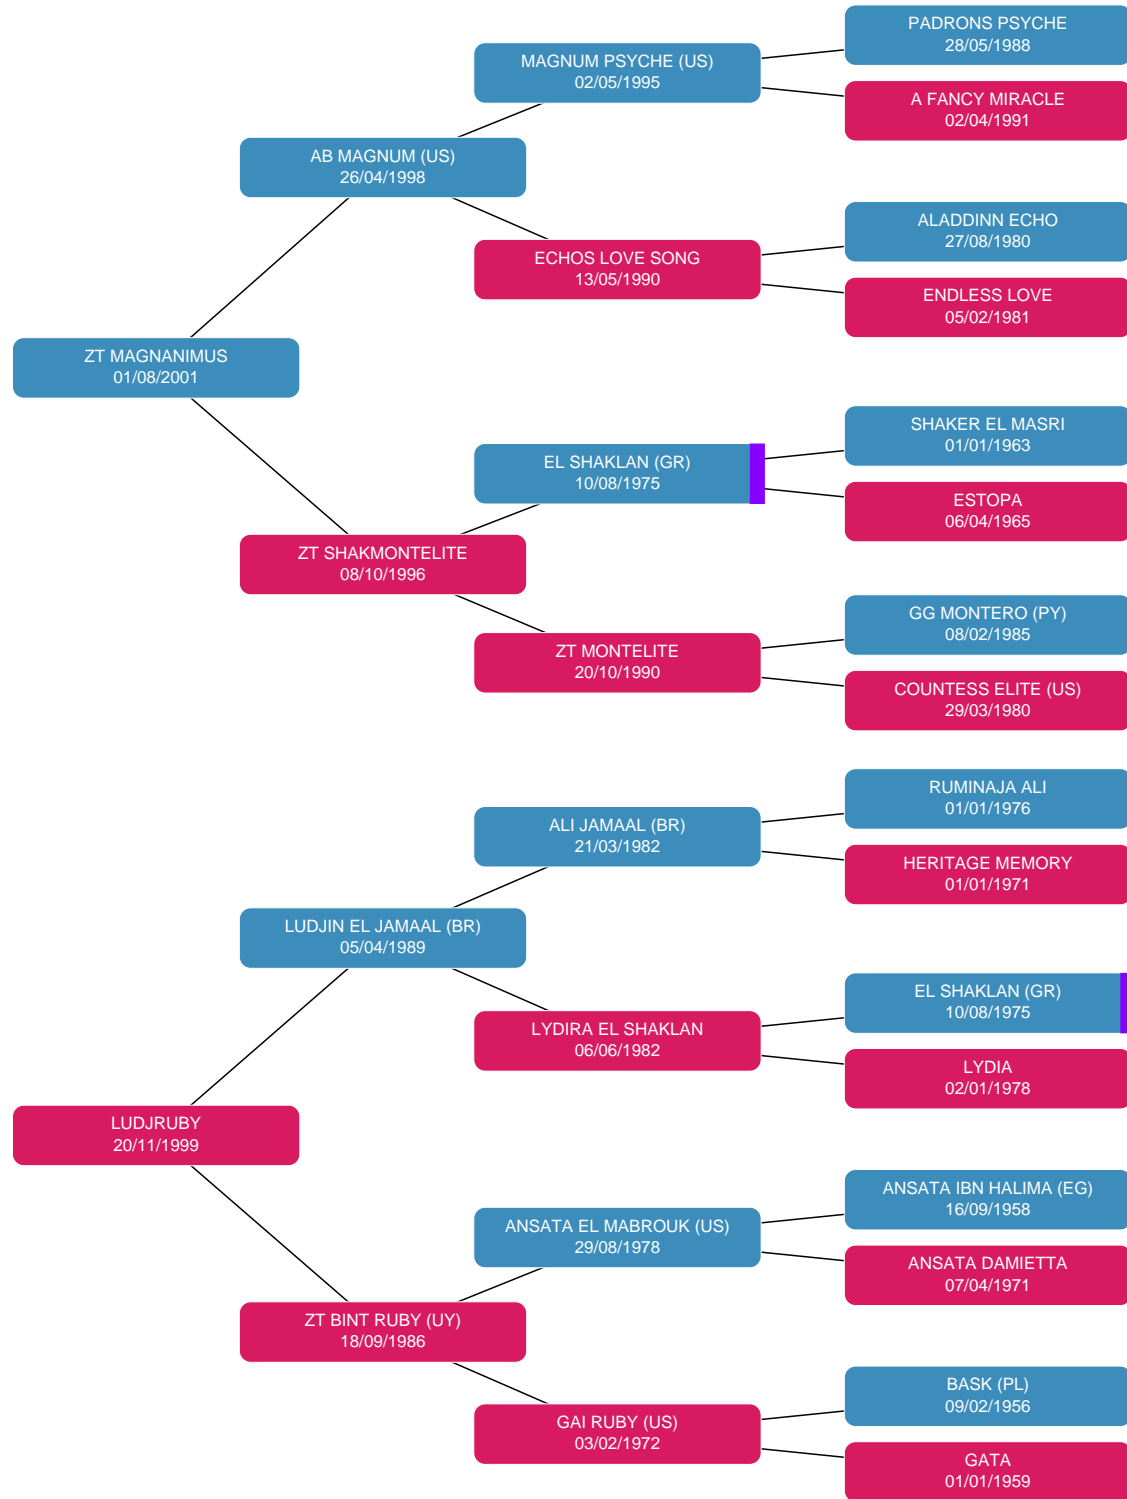 PADRONS PSYCHE
28/05/1988
MAGNUM PSYCHE (US)
02/05/1995
A FANCY MIRACLE
02/04/1991
AB MAGNUM (US)
26/04/1998
ALADDINN ECHO
27/08/1980
ECHOS LOVE SONG
13/05/1990
ENDLESS LOVE
05/02/1981
ZT MAGNANIMUS
01/08/2001
SHAKER EL MASRI
01/01/1963
EL SHAKLAN (GR)
10/08/1975
ESTOPA
06/04/1965
ZT SHAKMONTELITE
08/10/1996
GG MONTERO (PY)
08/02/1985
ZT MONTELITE
20/10/1990
COUNTESS ELITE (US)
29/03/1980
RUMINAJA ALI
01/01/1976
ALI JAMAAL (BR)
21/03/1982
HERITAGE MEMORY
01/01/1971
LUDJIN EL JAMAAL (BR)
05/04/1989
EL SHAKLAN (GR)
10/08/1975
LYDIRA EL SHAKLAN
06/06/1982
LYDIA
02/01/1978
LUDJRUBY
20/11/1999
ANSATA IBN HALIMA (EG)
16/09/1958
ANSATA EL MABROUK (US)
29/08/1978
ANSATA DAMIETTA
07/04/1971
ZT BINT RUBY (UY)
18/09/1986
BASK (PL)
09/02/1956
GAI RUBY (US)
03/02/1972
GATA
01/01/1959